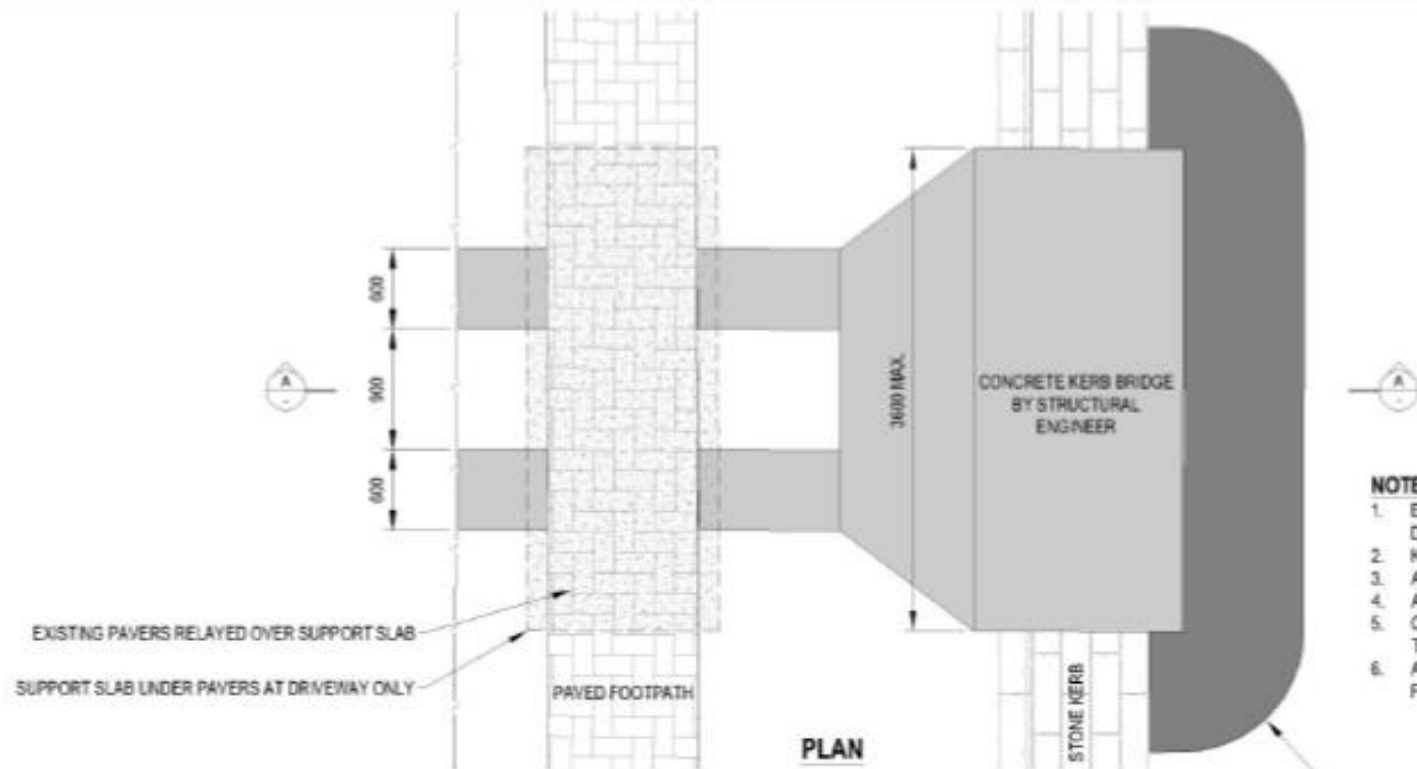 600
900
600
A
-
3600 MAX.
CONCRETE KERB BRIDGE
BY STRUCTURAL
ENGINEER
A
-
NOTE
1. E
D
2. K
3. A
4. A
5. C
T
6. A
F
EXISTING PAVERS RELAYED OVER SUPPORT SLAB
SUPPORT SLAB UNDER PAVERS AT DRIVEWAY ONLY
PAVED FOOTPATH
STONE KERB
PLAN